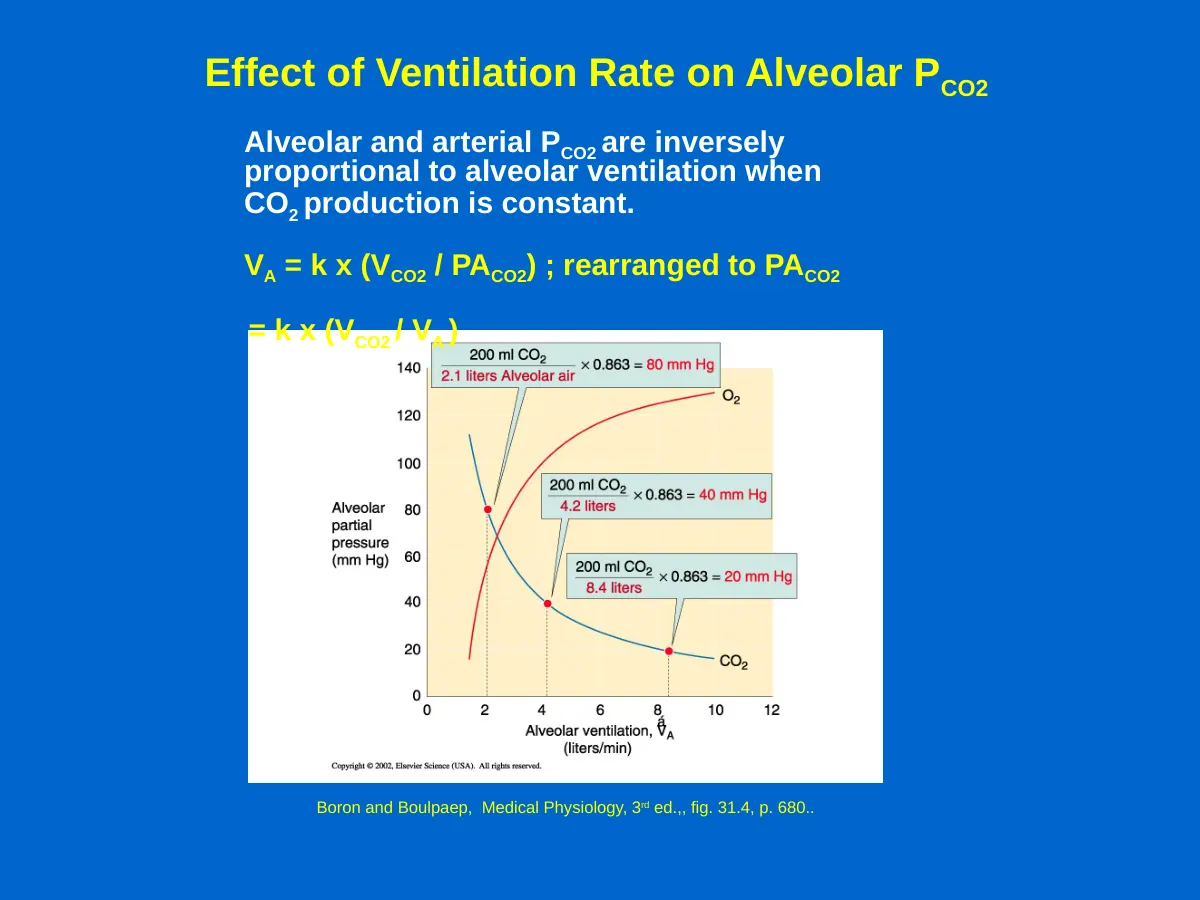 Effect of Ventilation Rate on Alveolar PCO2
Alveolar and arterial PCO2 are inversely
proportional to alveolar ventilation when
CO2 production is constant.
VA = k x (VCO2 / PACO2) ; rearranged to PACO2
= k x (VCO2 / VA)
200 ml CO2
2.1 liters Alveolar air
× 0.863 = 80 mm Hg
140
120
100
80
60
40
20
0
O2
200 ml CO2
4.2 liters
× 0.863 = 40 mm Hg
Alveolar
partial
pressure
(mm Hg)
200 ml CO2
8.4 liters
× 0.863 = 20 mm Hg
CO2
0 2 4 6 8 10 12
á
Alveolar ventilation, V̇A
(liters/min)
Copyright © 2002, Elsevier Science (USA). All rights reserved.
Boron and Boulpaep, Medical Physiology, 3rd ed.,, fig. 31.4, p. 680..